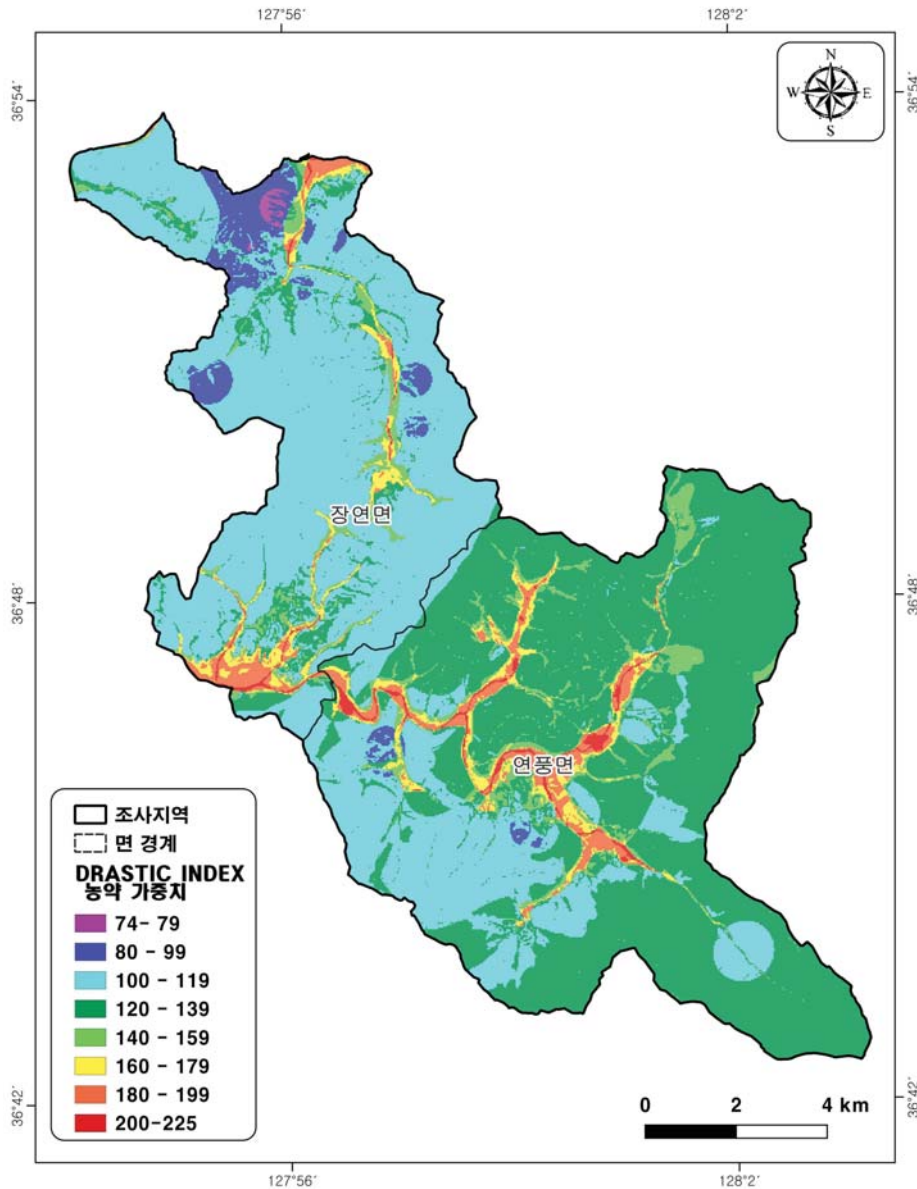 127°56´
128°2´
36°54´
36°54´
N
W
E
S
장연면
36°48´
36°48´
연풍면
조사지역
면 경계
DRASTIC INDEX
농약 가중치
74- 79
80 - 99
100 - 119
120 - 139
140 - 159
160 - 179
180 - 199
200-225
0 2 4 km
36°42´
36°42´
127°56´
128°2´